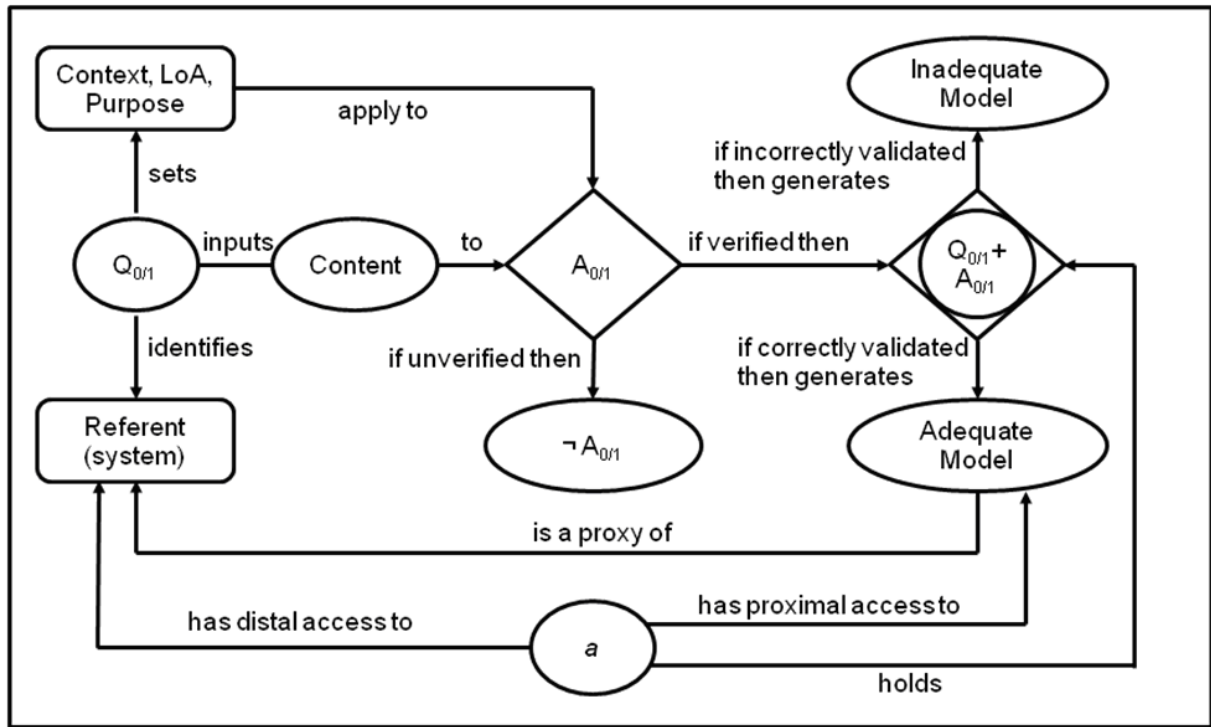 Context, LoA,
Purpose
apply to
Inadequate
Model
sets
if incorrectly validated
then generates
Q0/1
inputs
Content
to
A0/1
if verified then
Q0/1+
A0/1
identifies
if unverified then
if correctly validated
then generates
Referent
(system)
¬ A0/1
Adequate
Model
is a proxy of
has distal access to
a
has proximal access to
holds